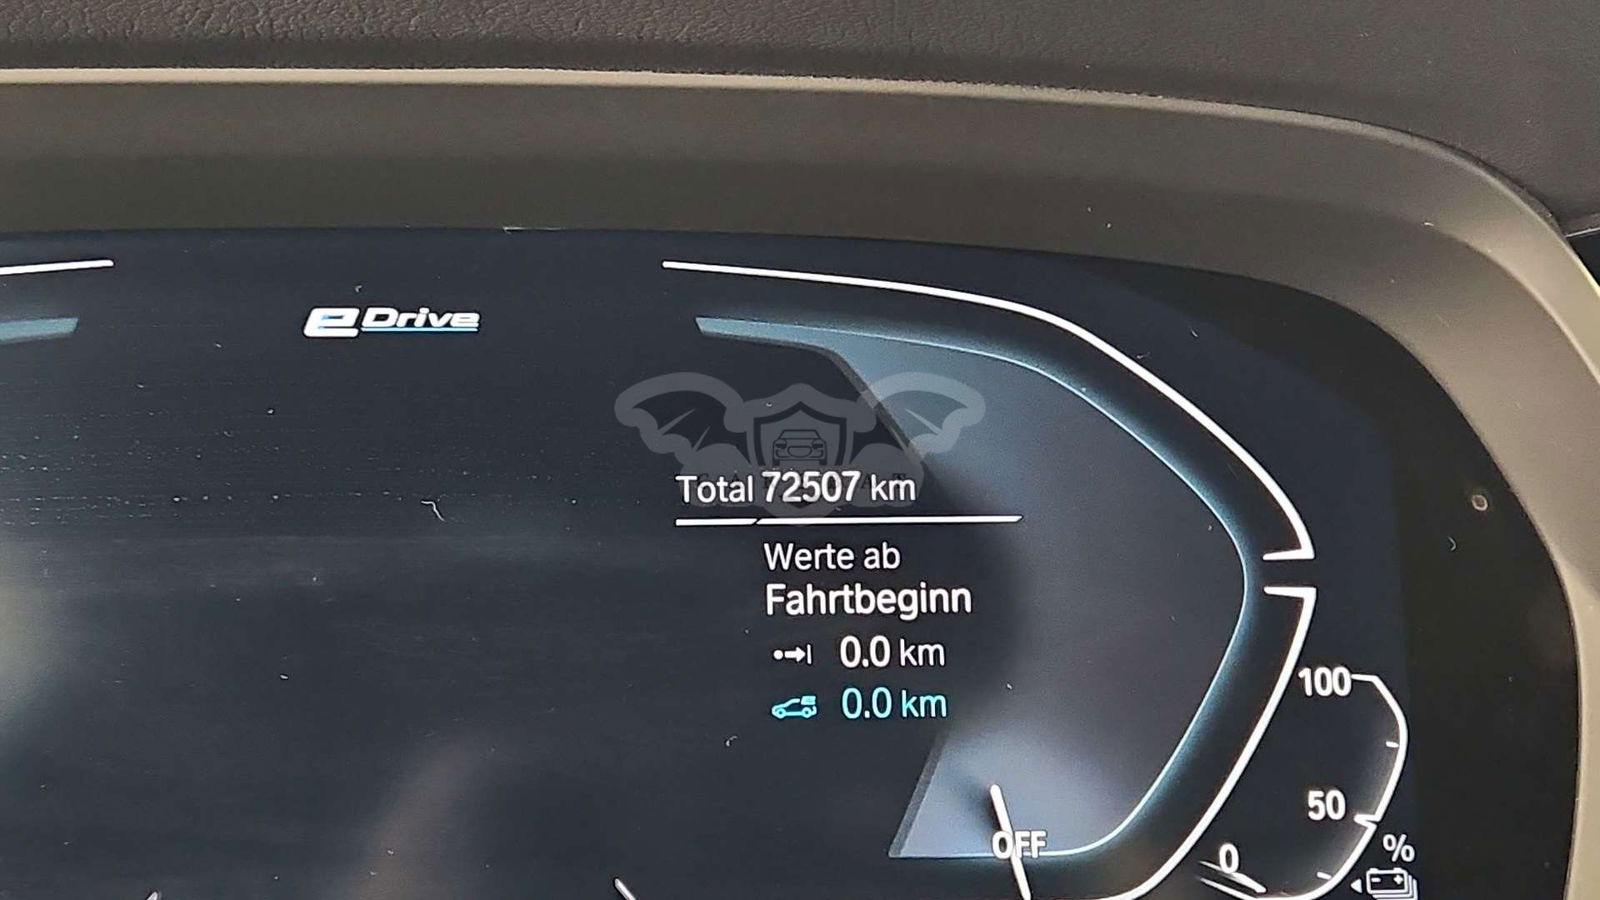 eDrive
Total 72507 km
Werte ab
Fahrtbeginn
0.0 km
0.0 km
100
50
0
%
OFF